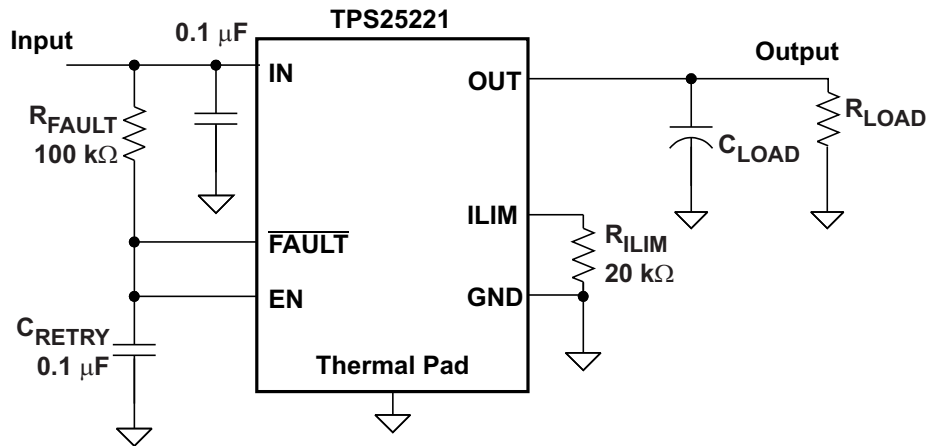 TPS25221
0.1 μF
Input
IN
Output
OUT
R_FAULT
100 kΩ
R_LOAD
C_LOAD
ILIM
R_ILIM
20 kΩ
FAULT
EN
GND
C_RETRY
0.1 μF
Thermal Pad